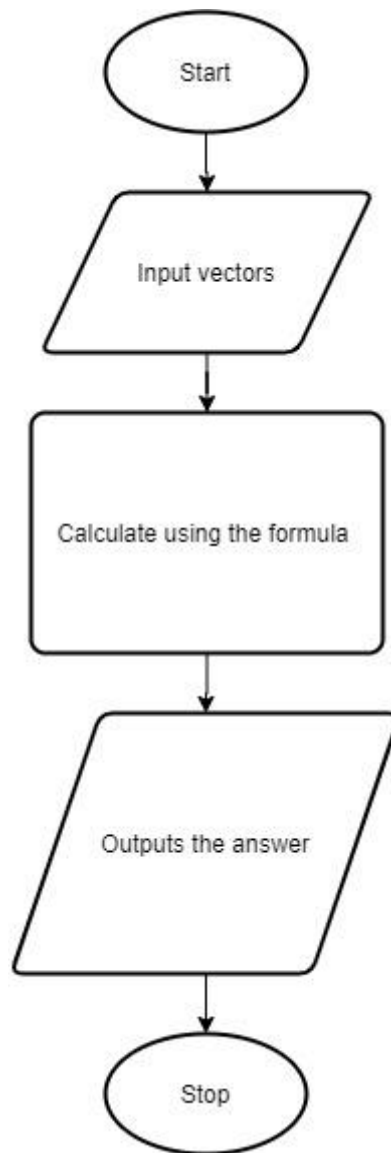 Start
Input vectors
Calculate using the formula
Outputs the answer
Stop